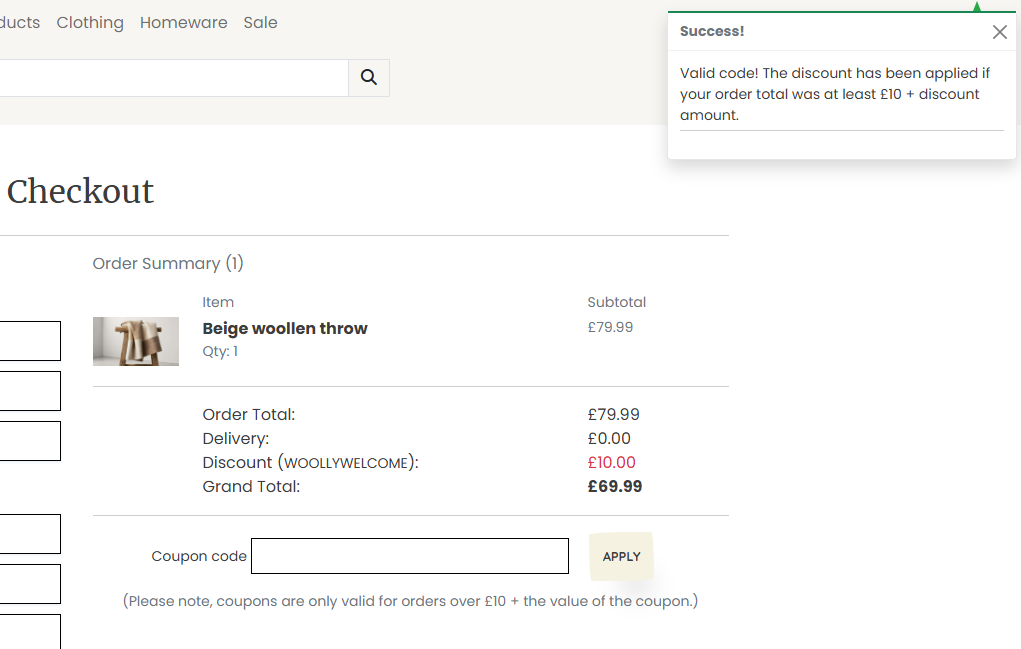 Clothing Homeware Sale
Success!
Valid code! The discount has been applied if
your order total was at least £10 + discount
amount.
Checkout
Order Summary (1)
Item Subtotal
Beige woollen throw £79.99
Qty: 1
Order Total: £79.99
Delivery: £0.00
Discount (WOOLLYWELCOME): £10.00
Grand Total: £69.99
Coupon code APPLY
(Please note, coupons are only valid for orders over £10 + the value of the coupon.)